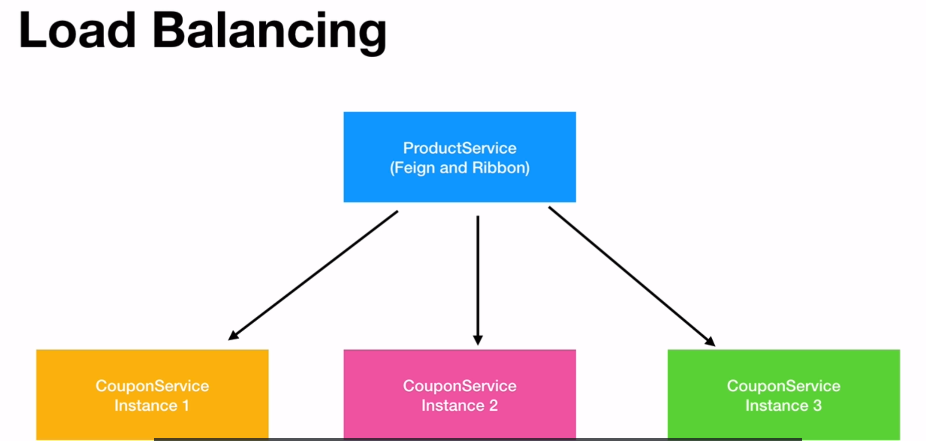 Load Balancing
ProductService
(Feign and Ribbon)
CouponService
Instance 1
CouponService
Instance 2
CouponService
Instance 3